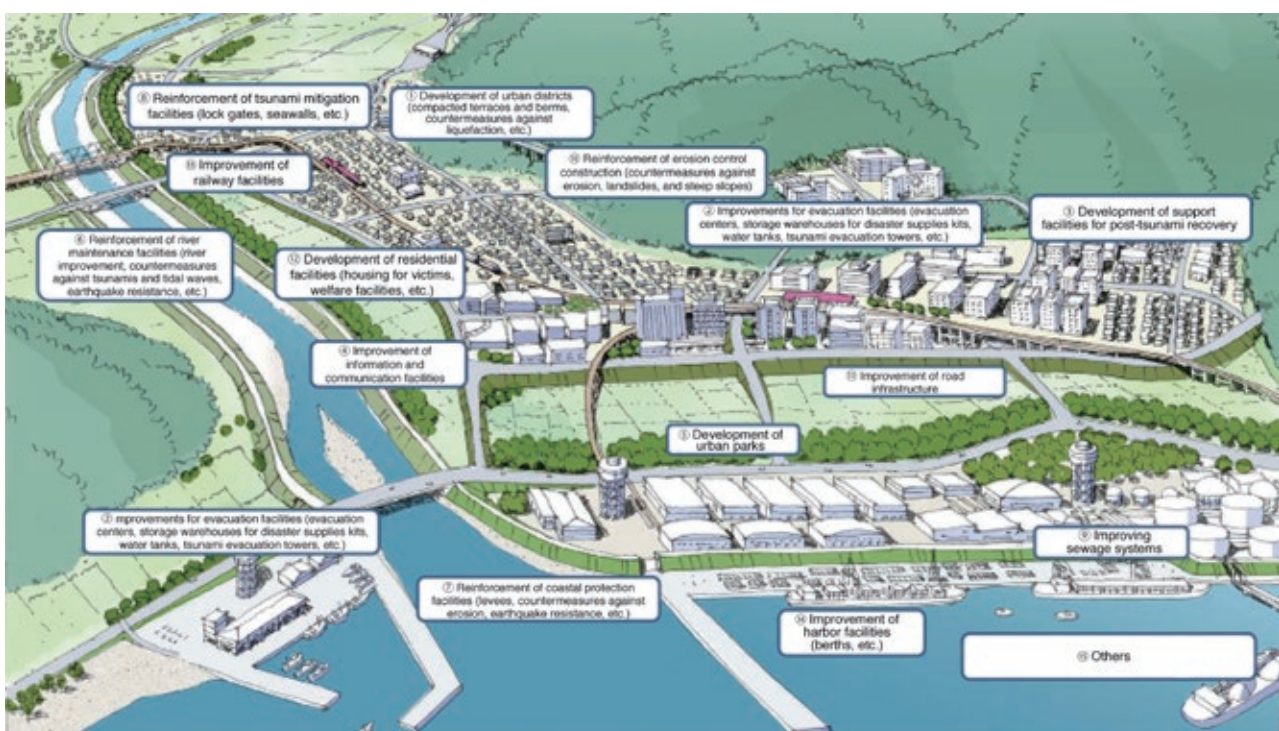 ⑧ Reinforcement of tsunami mitigation
facilities (lock gates, seawalls, etc.)
① Development of urban districts
(compacted terraces and berms,
countermeasures against
liquefaction, etc.)
Improvement of
railway facilities
⑩ Reinforcement of erosion control
construction (countermeasures against
erosion, landslides, and steep slopes)
② Improvements for evacuation facilities (evacuation
centers, storage warehouses for disaster supplies kits,
water tanks, tsunami evacuation towers, etc.)
③ Development of support
facilities for post-tsunami recovery
⑥ Reinforcement of river
maintenance facilities (river
improvement, countermeasures
against tsunamis and tidal waves,
earthquake resistance, etc.)
⑫ Development of residential
facilities (housing for victims,
welfare facilities, etc.)
④ Improvement of
information and
communication facilities
Improvement of road
infrastructure
⑤ Development of
urban parks
② mprovements for evacuation facilities (evacuation
centers, storage warehouses for disaster supplies kits,
water tanks, tsunami evacuation towers, etc.)
⑨ Improving
sewage systems
⑦ Reinforcement of coastal protection
facilities (levees, countermeasures against
erosion, earthquake resistance, etc.)
⑭ Improvement of
harbor facilities
(berths, etc.)
⑮ Others